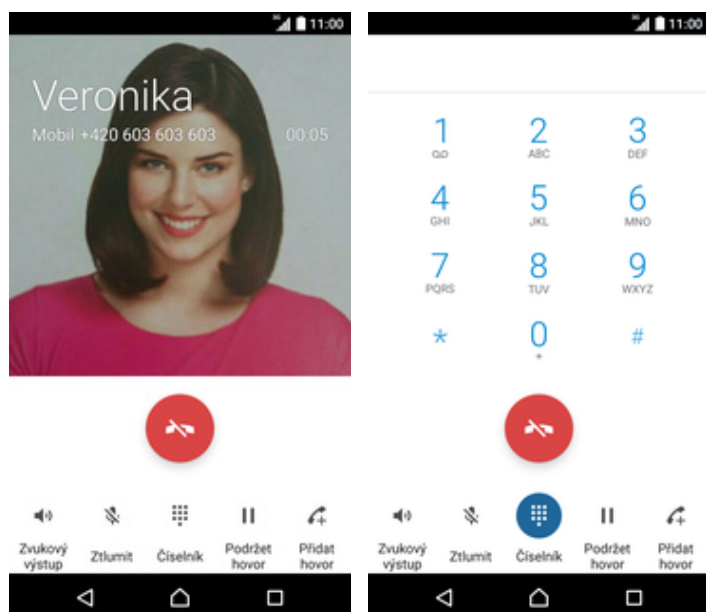 3G 11:00
Veronika
Mobil +420 603 603 603 00:05
Zvukový výstup
Ztlumit
Číselník
Podržet hovor
Přidat hovor
3G 11:00
1 2 3
ABC DEF
4 5 6
GHI JKL MNO
7 8 9
PQRS TUV WXYZ
* 0 #
+
Zvukový výstup
Ztlumit
Číselník
Podržet hovor
Přidat hovor